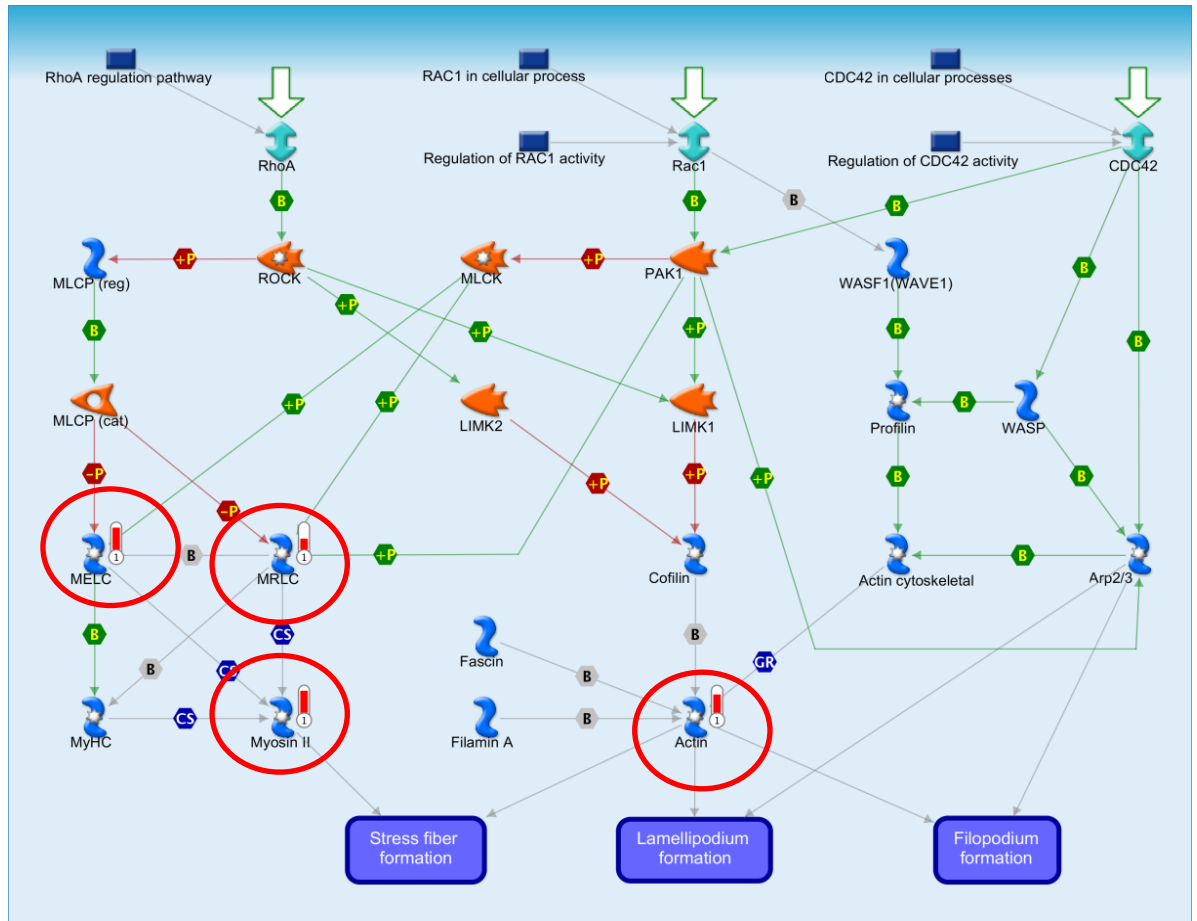 RhoA regulation pathway
RAC1 in cellular process
CDC42 in cellular processes
Regulation of RAC1 activity
Regulation of CDC42 activity
RhoA
Rac1
CDC42
B
B
B
B
MLCP (reg)
+P
ROCK
MLCK
+P
PAK1
WASF1(WAVE1)
B
+P
B
+P
+P
B
B
MLCP (cat)
+P
+P
LIMK2
LIMK1
Profilin
B
WASP
-P
-P
+P
+P
+P
B
B
MELC
1
B
MRLC
1
+P
Cofilin
Actin cytoskeletal
B
Arp2/3
B
CS
B
B
CS
Fascin
B
GR
MyHC
CS
Myosin II
1
Filamin A
B
Actin
1
Stress fiber
formation
Lamellipodium
formation
Filopodium
formation